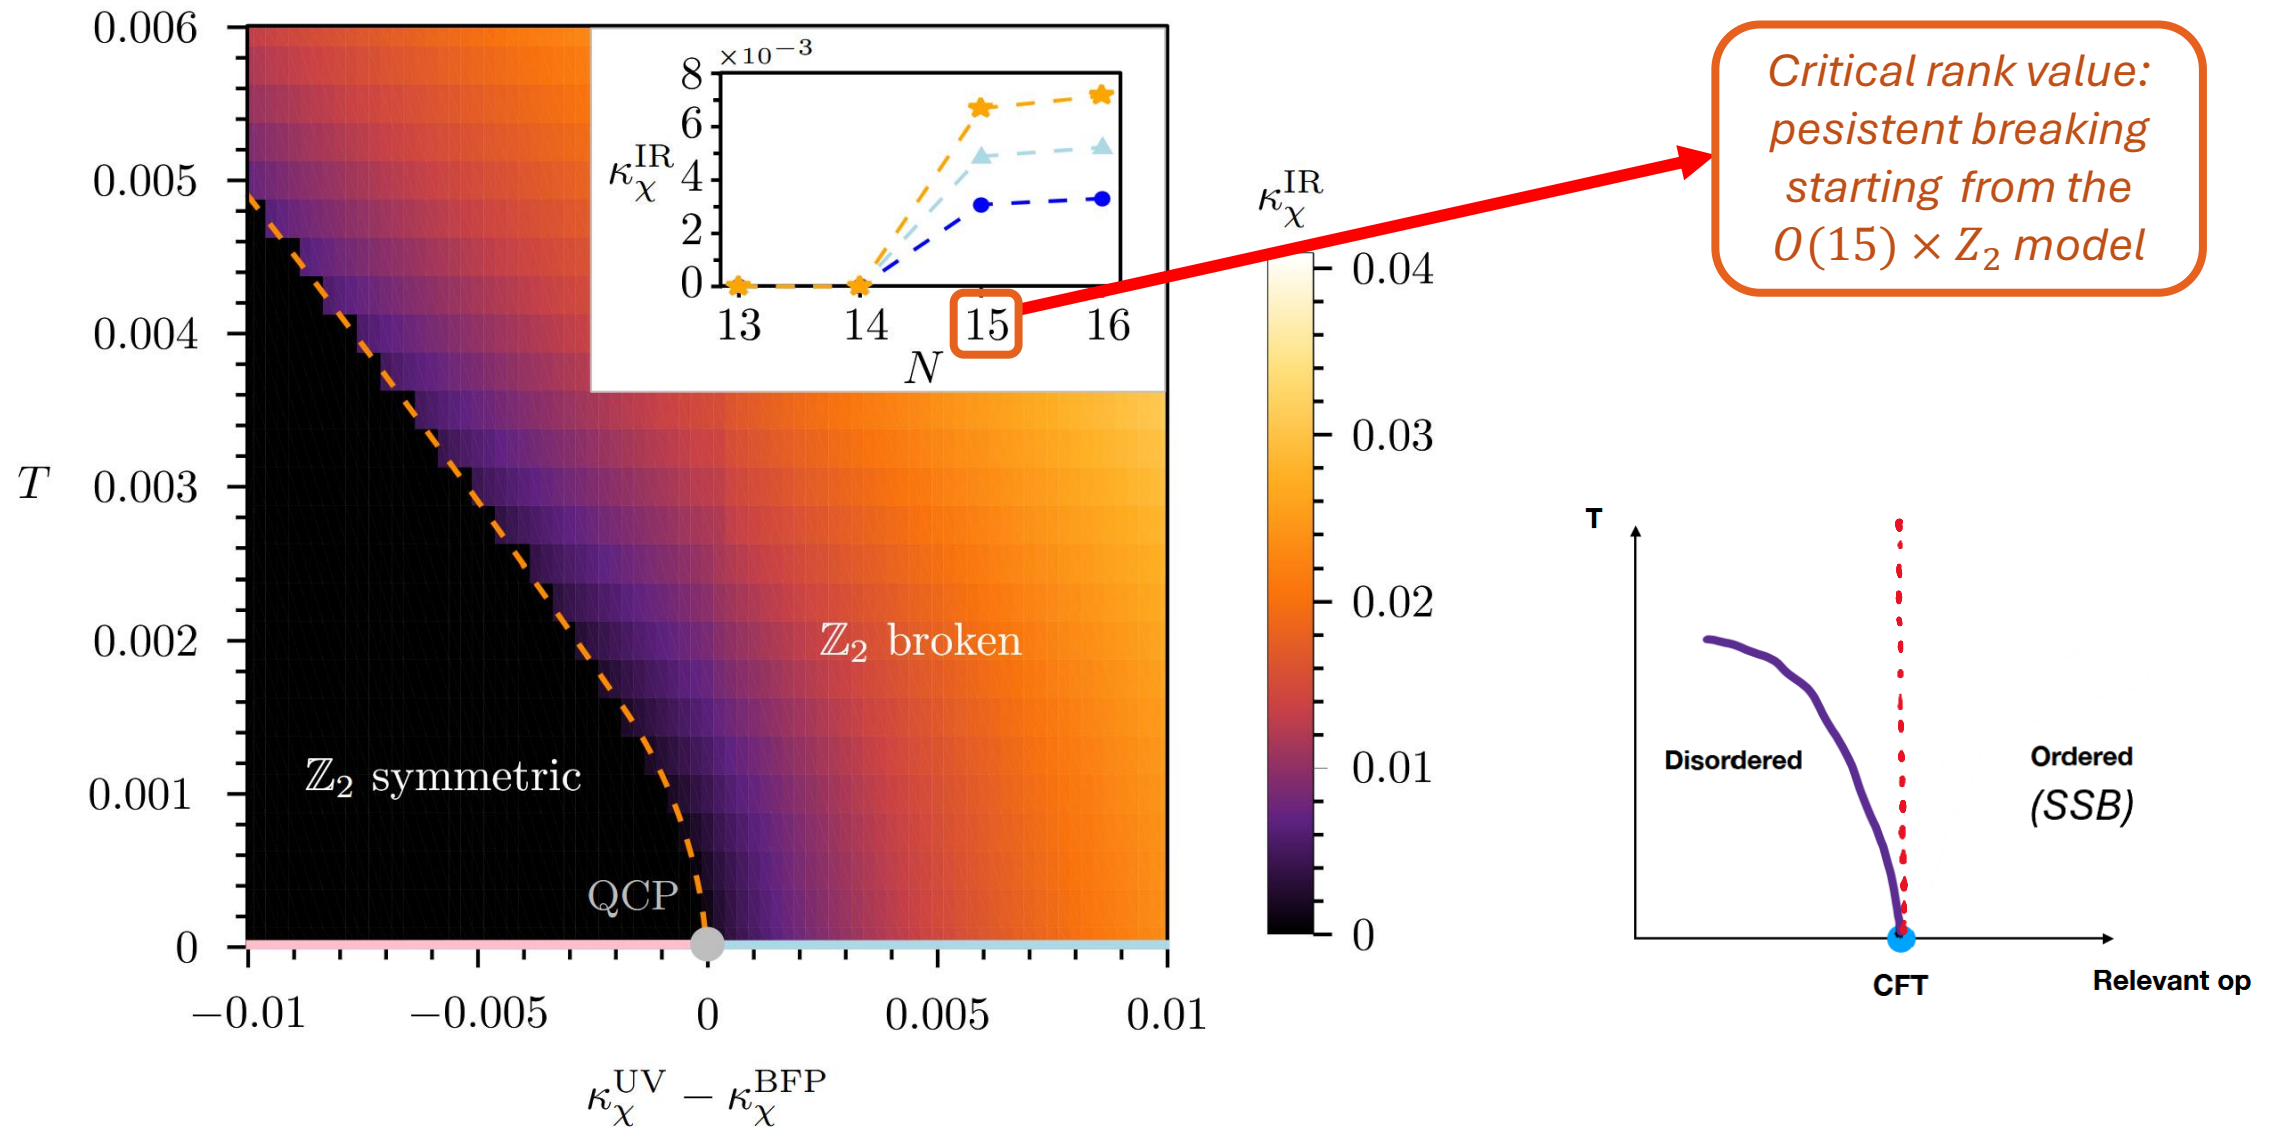 0.006
0.005
0.004
0.003
0.002
0.001
0
T
−0.01
−0.005
0
0.005
0.01
κ_χ^UV − κ_χ^BFP
ℤ₂ symmetric
ℤ₂ broken
QCP
×10⁻³
8
6
4
2
0
κ_χ^IR
13
14
15
16
N
κ_χ^IR
0.04
0.03
0.02
0.01
0
Critical rank value:
pesistent breaking
starting from the
O(15) × Z₂ model
T
Disordered
Ordered
(SSB)
CFT
Relevant op